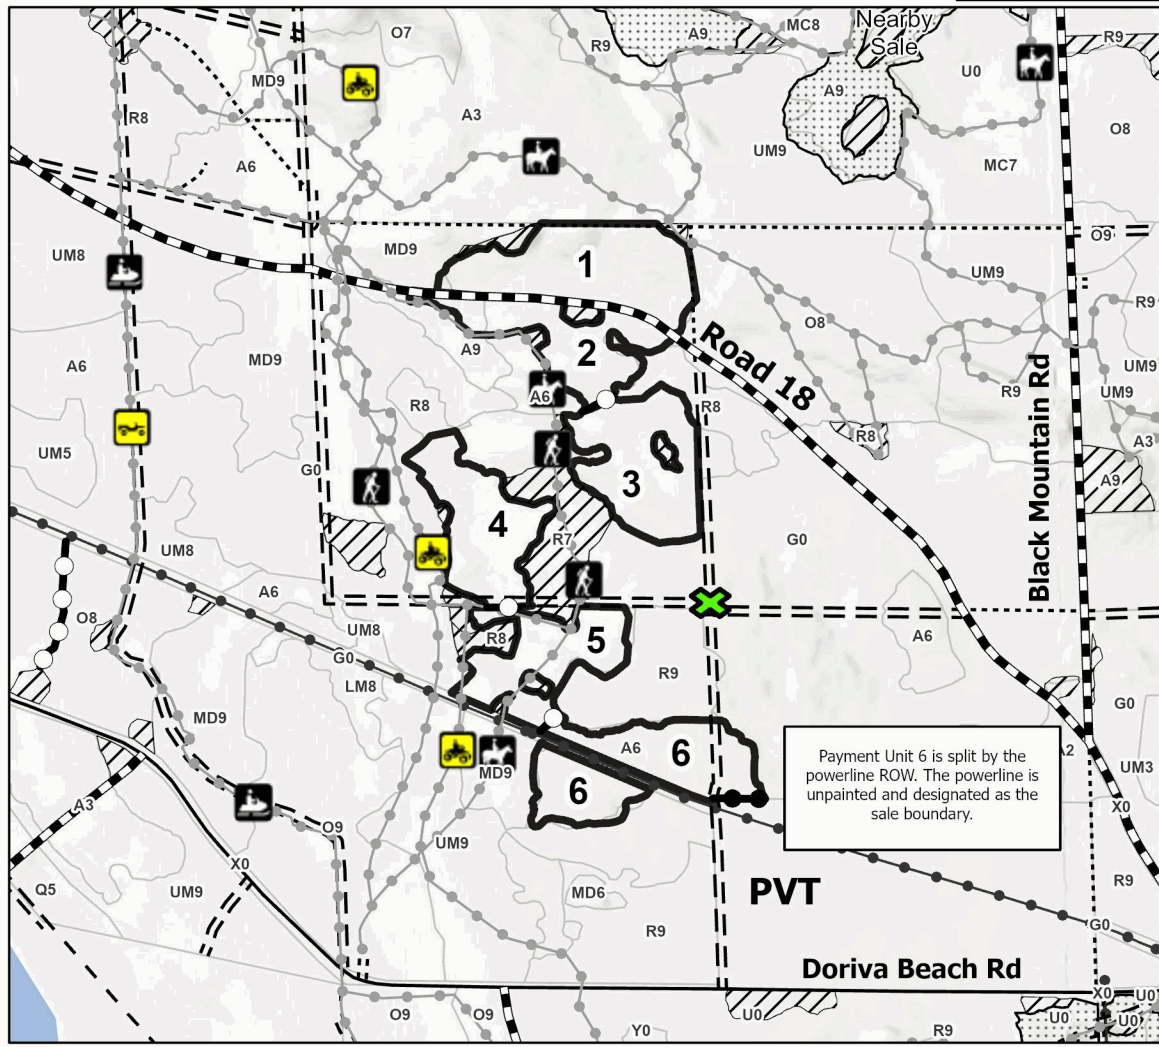 Nearby
Sale
O7
R9
A9
MC8
R9
MD9
A9
U0
R8
A3
UM9
O8
A6
MC7
UM8
MD9
1
O9
UM9
R9
O8
A9
2
Road 18
A6
MD9
UM9
R9
UM9
A6
R8
R8
Black Mountain Rd
R8
A3
UM5
G0
3
A9
4
R7
G0
UM8
A6
O8
UM8
R8
5
A6
G0
R9
LM8
G0
MD9
A6
6
A2
MD9
6
Payment Unit 6 is split by the
powerline ROW. The powerline is
unpainted and designated as the
sale boundary.
UM3
X0
A3
O9
UM9
X0
Q5
UM9
MD6
PVT
R9
R9
G0
Doriva Beach Rd
X0
U0
O9
O9
Y0
U0
R9
U0
U0